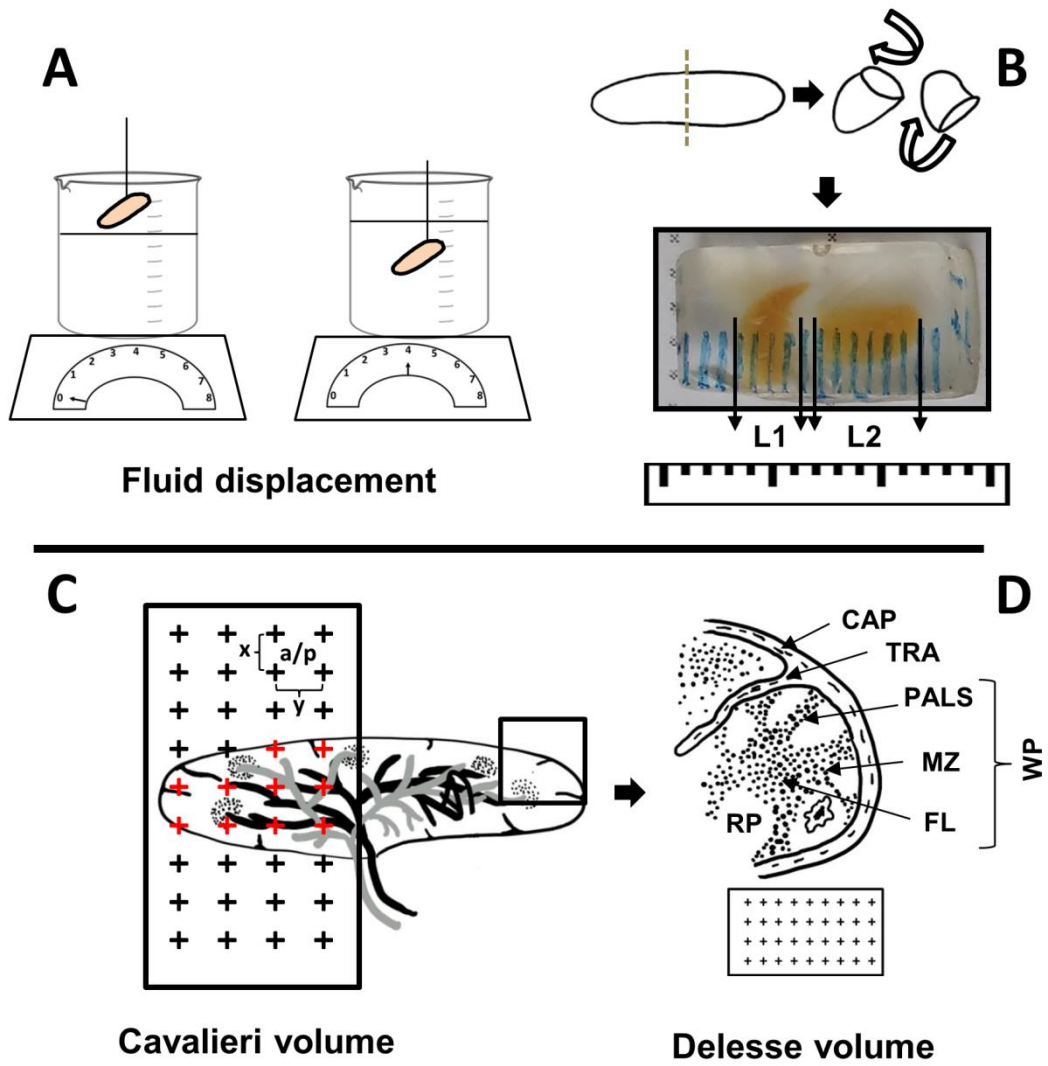 A
B
0 1 2 3 4 5 6 7 8
0 1 2 3 4 5 6 7 8
L1 L2
Fluid displacement
C
D
x a/p
y
CAP
TRA
PALS
MZ
WP
RP
FL
Cavalieri volume
Delesse volume